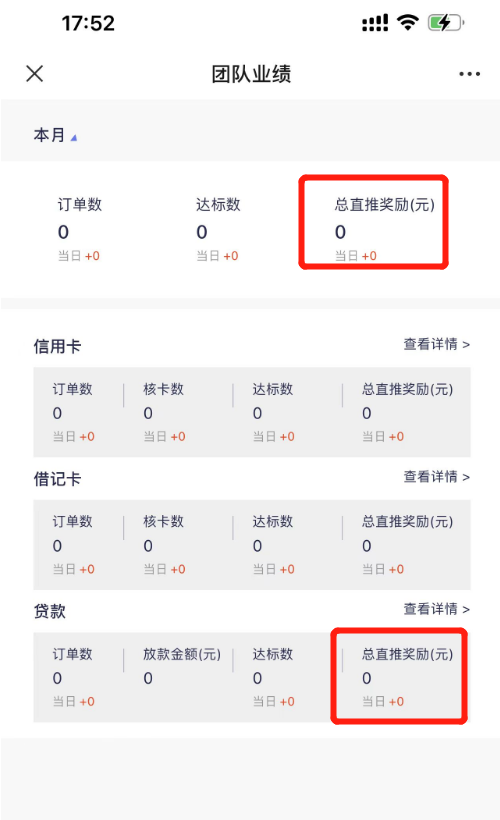 17:52
团队业绩
本月
订单数 达标数 总直推奖励(元)
0 0 0
当日 +0 当日 +0 当日 +0
信用卡 查看详情 >
订单数 核卡数 达标数 总直推奖励(元)
0 0 0 0
当日 +0 当日 +0 当日 +0 当日 +0
借记卡 查看详情 >
订单数 核卡数 达标数 总直推奖励(元)
0 0 0 0
当日 +0 当日 +0 当日 +0 当日 +0
贷款 查看详情 >
订单数 放款金额(元) 达标数 总直推奖励(元)
0 0 0 0
当日 +0 当日 +0 当日 +0